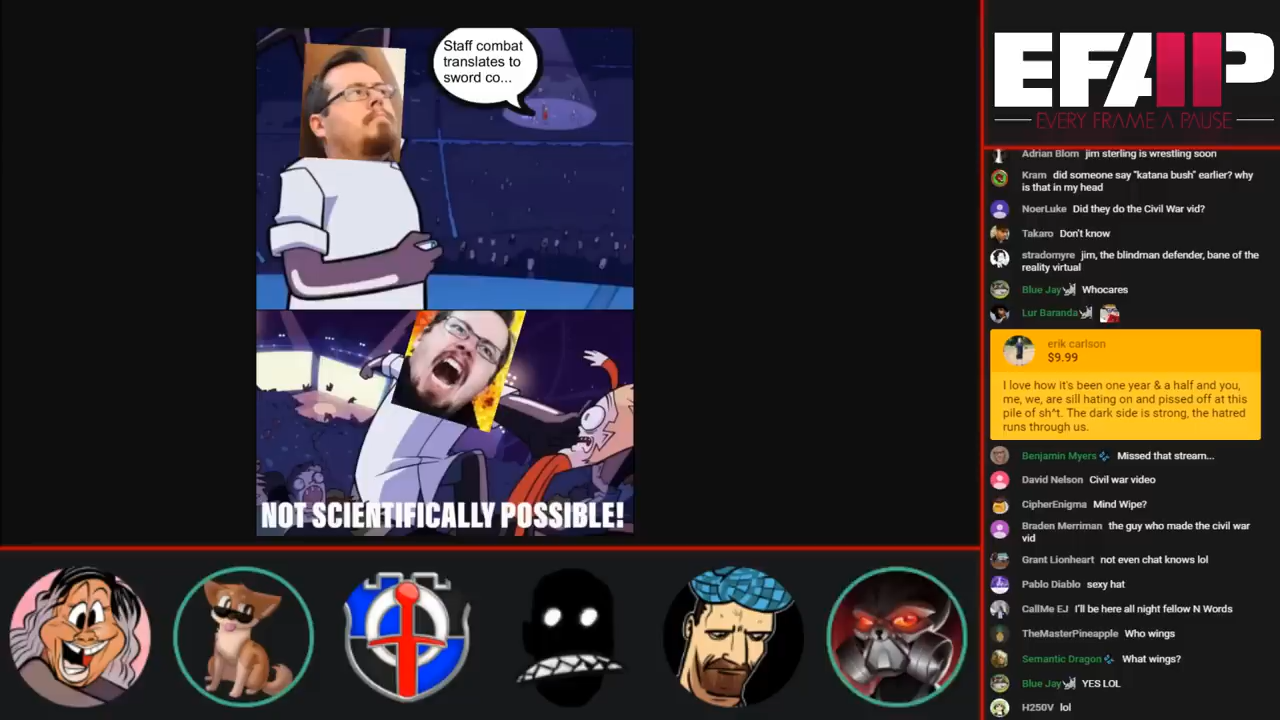 Staff combat
translates to
sword co...
NOT SCIENTIFICALLY POSSIBLE!
EFAP
EVERY FRAME A PAUSE
Adrian Blom jim sterling is wrestling soon
Kram did someone say "katana bush" earlier? why
is that in my head
NoerLuke Did they do the Civil War vid?
Takaro Don't know
stradomyre jim, the blindman defender, bane of the
reality virtual
Blue Jay Whocares
Lur Baranda
erik carlson
$9.99
I love how it's been one year & a half and you,
me, we, are sill hating on and pissed off at this
pile of sh^t. The dark side is strong, the hatred
runs through us.
Benjamin Myers Missed that stream...
David Nelson Civil war video
CipherEnigma Mind Wipe?
Braden Merriman the guy who made the civil war
vid
Grant Lionheart not even chat knows lol
Pablo Diablo sexy hat
CallMe EJ I'll be here all night fellow N Words
TheMasterPineapple Who wings
Semantic Dragon What wings?
Blue Jay YES LOL
H250V lol